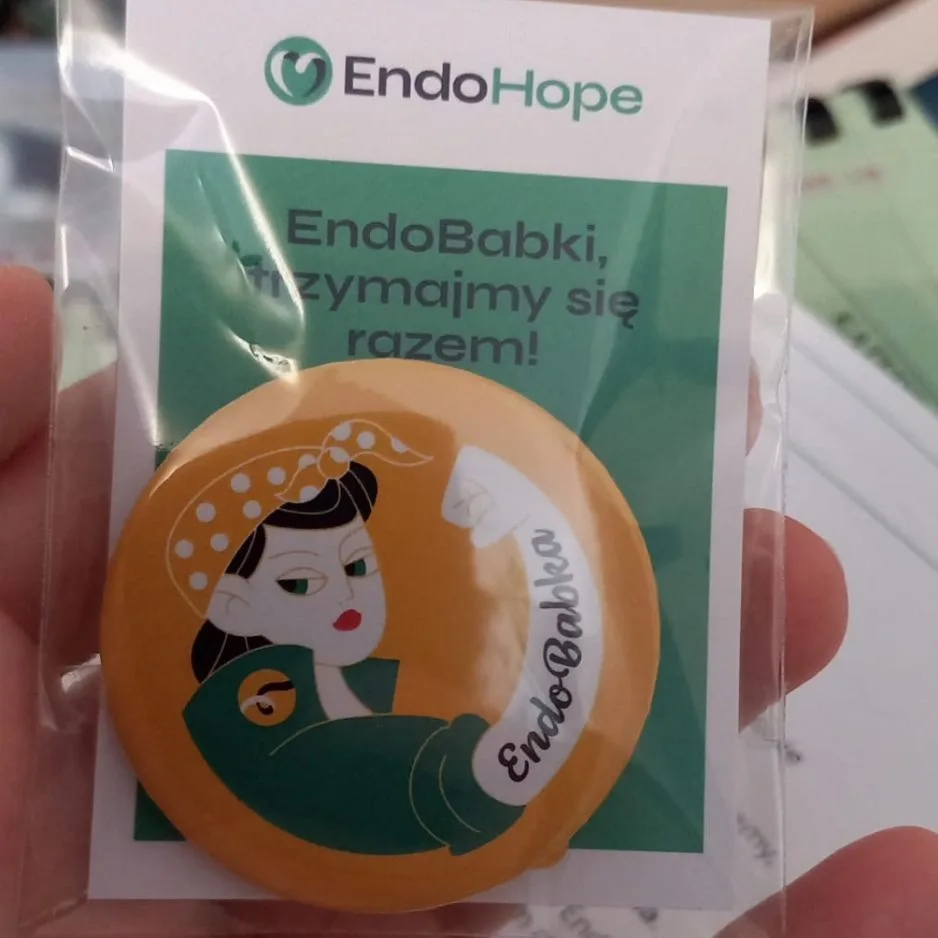 EndoHope
EndoBabki,
trzymajmy się
razem!
EndoBabka